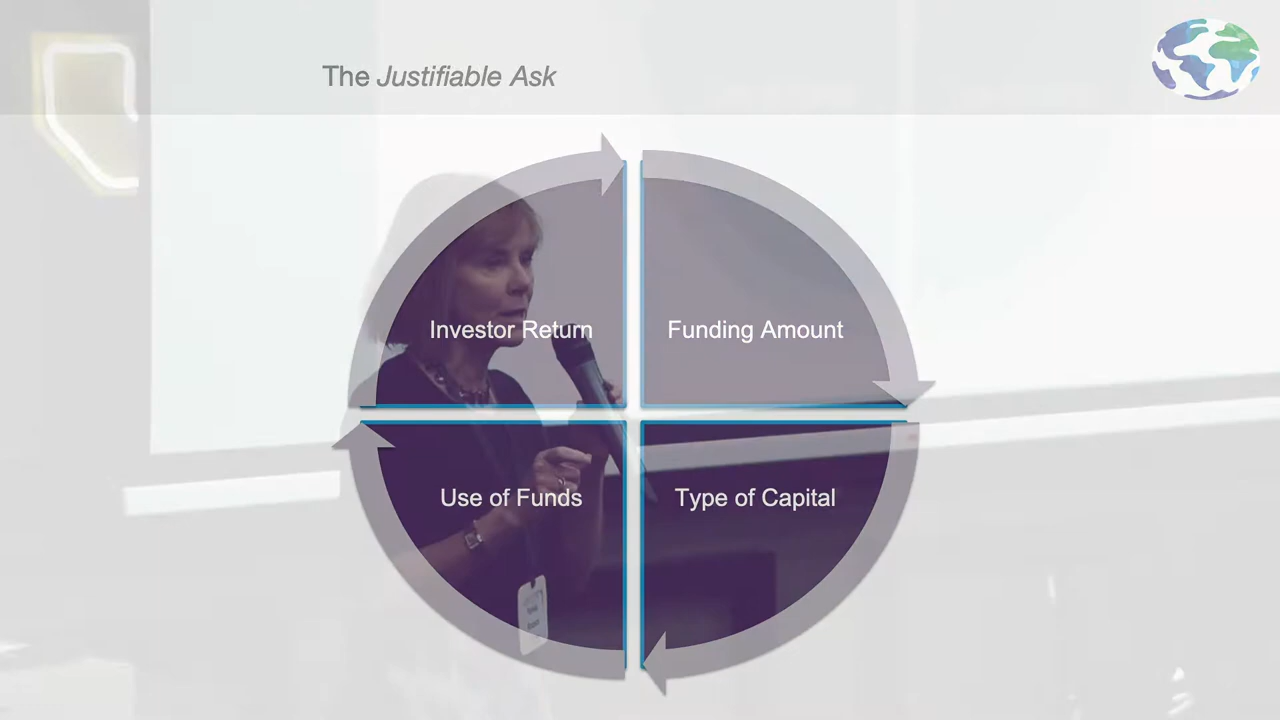 The Justifiable Ask
Investor Return
Funding Amount
Use of Funds
Type of Capital